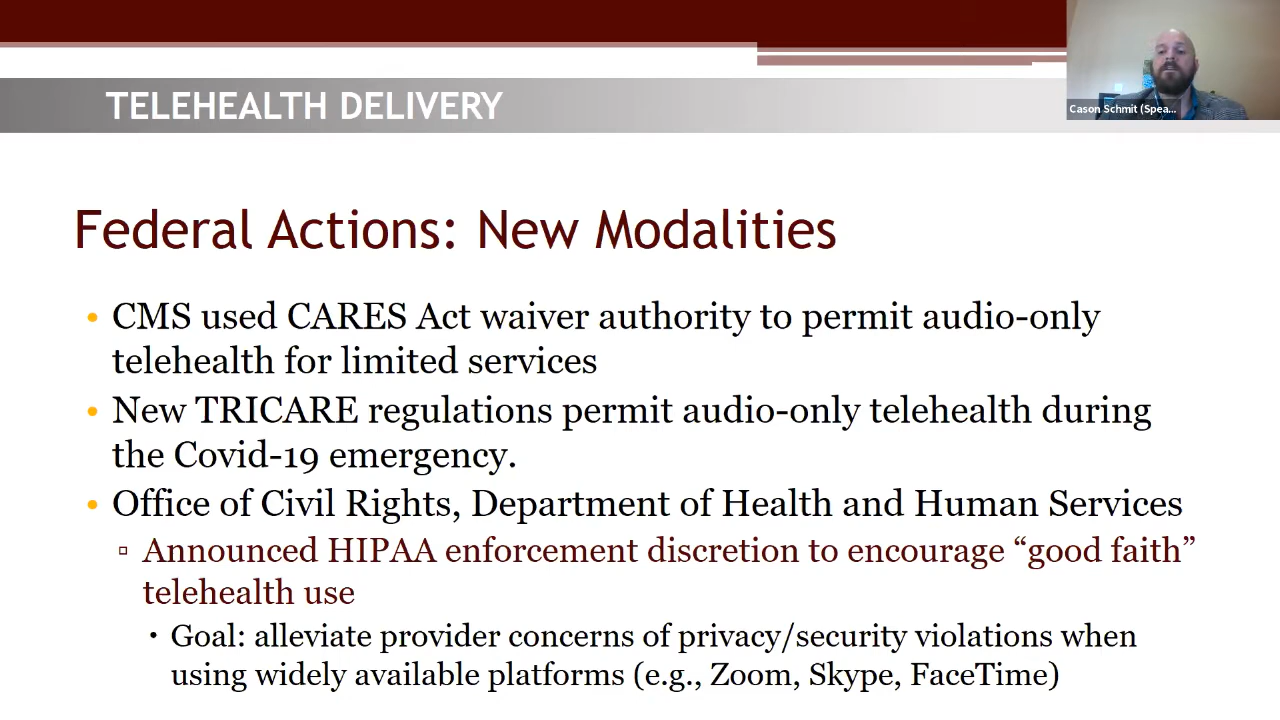 TELEHEALTH DELIVERY
Cason Schmit (Spea...
Federal Actions: New Modalities
• CMS used CARES Act waiver authority to permit audio-only
telehealth for limited services
• New TRICARE regulations permit audio-only telehealth during
the Covid-19 emergency.
• Office of Civil Rights, Department of Health and Human Services
▫ Announced HIPAA enforcement discretion to encourage “good faith”
telehealth use
• Goal: alleviate provider concerns of privacy/security violations when
using widely available platforms (e.g., Zoom, Skype, FaceTime)